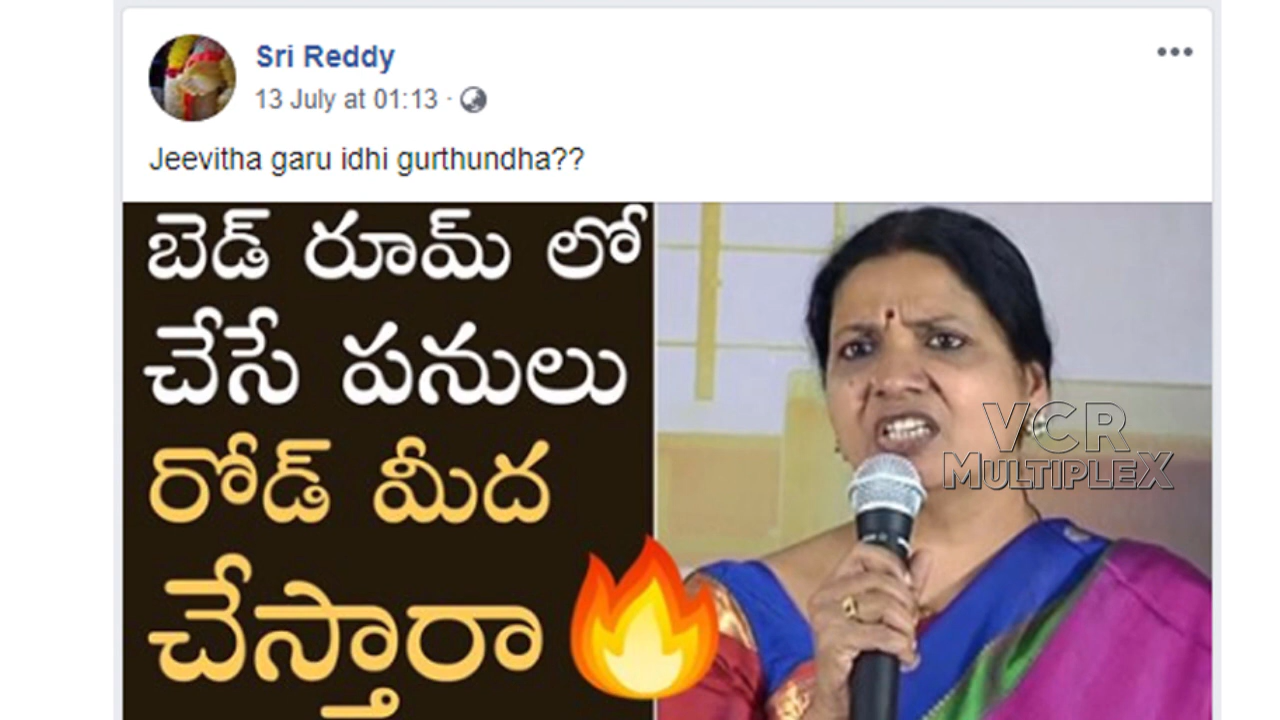 Sri Reddy
13 July at 01:13 ·
Jeevitha garu idhi gurthundha??
బెడ్ రూమ్ లో
చేసే పనులు
రోడ్ మీద
చేస్తారా
VCR
MULTIPLEX